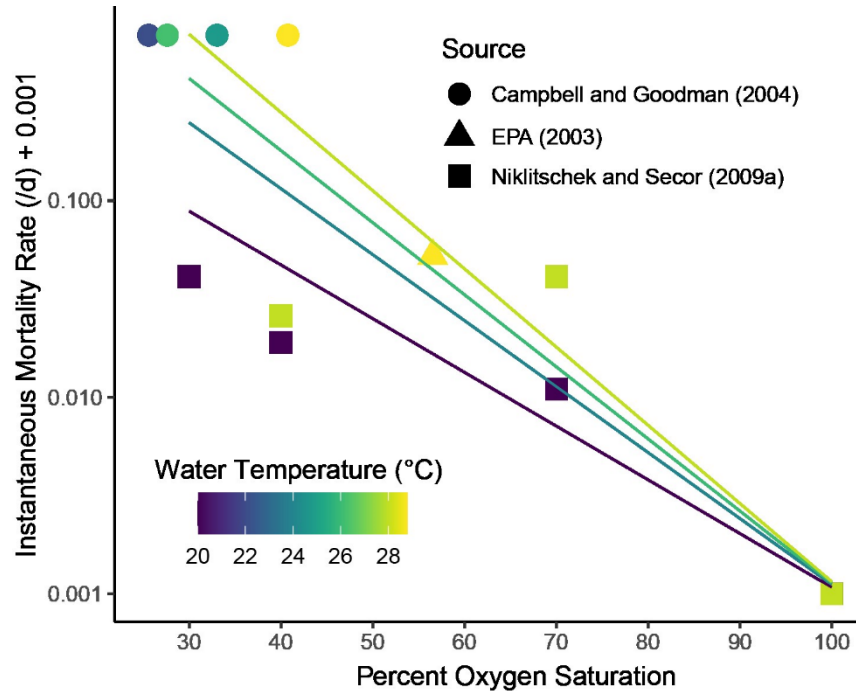 Source
Campbell and Goodman (2004)
EPA (2003)
Niklitschek and Secor (2009a)
Instantaneous Mortality Rate (/d) + 0.001
0.100
0.010
0.001
Water Temperature (°C)
20 22 24 26 28
30 40 50 60 70 80 90 100
Percent Oxygen Saturation